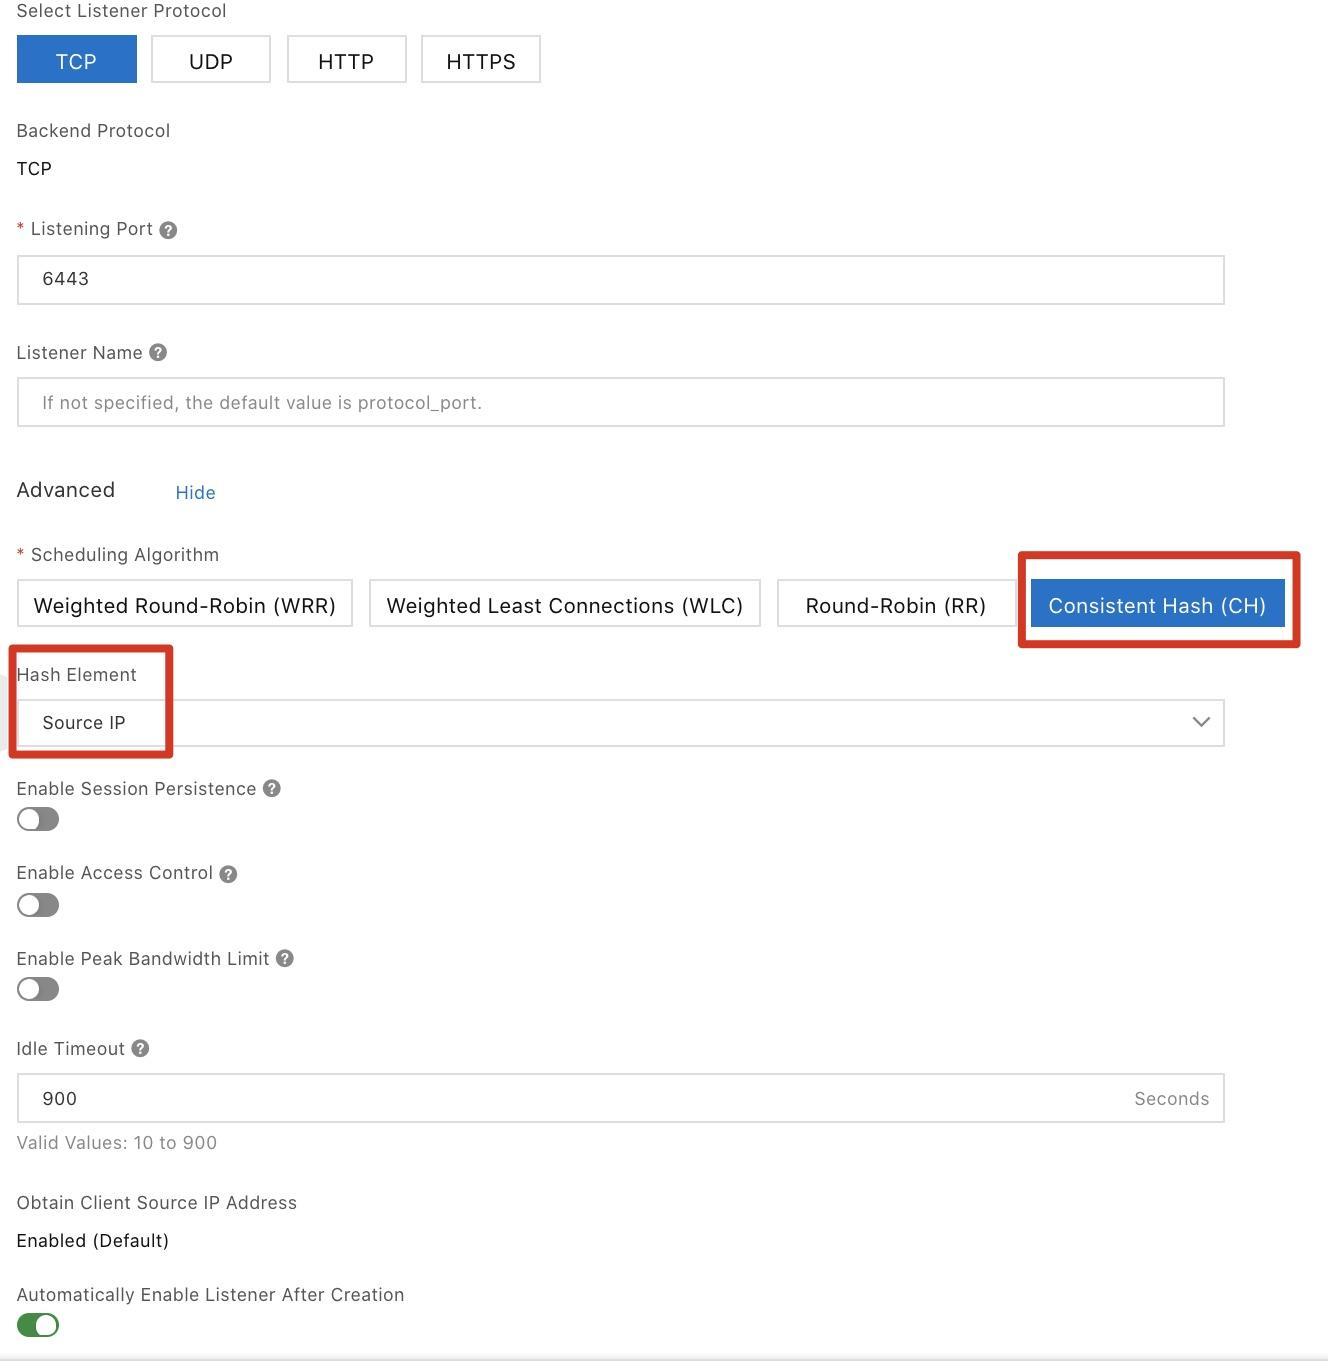 Select Listener Protocol
TCP UDP HTTP HTTPS
Backend Protocol
TCP
* Listening Port ?
6443
Listener Name ?
If not specified, the default value is protocol_port.
Advanced Hide
* Scheduling Algorithm
Weighted Round-Robin (WRR) Weighted Least Connections (WLC) Round-Robin (RR) Consistent Hash (CH)
Hash Element
Source IP
Enable Session Persistence ?
Enable Access Control ?
Enable Peak Bandwidth Limit ?
Idle Timeout ?
900 Seconds
Valid Values: 10 to 900
Obtain Client Source IP Address
Enabled (Default)
Automatically Enable Listener After Creation